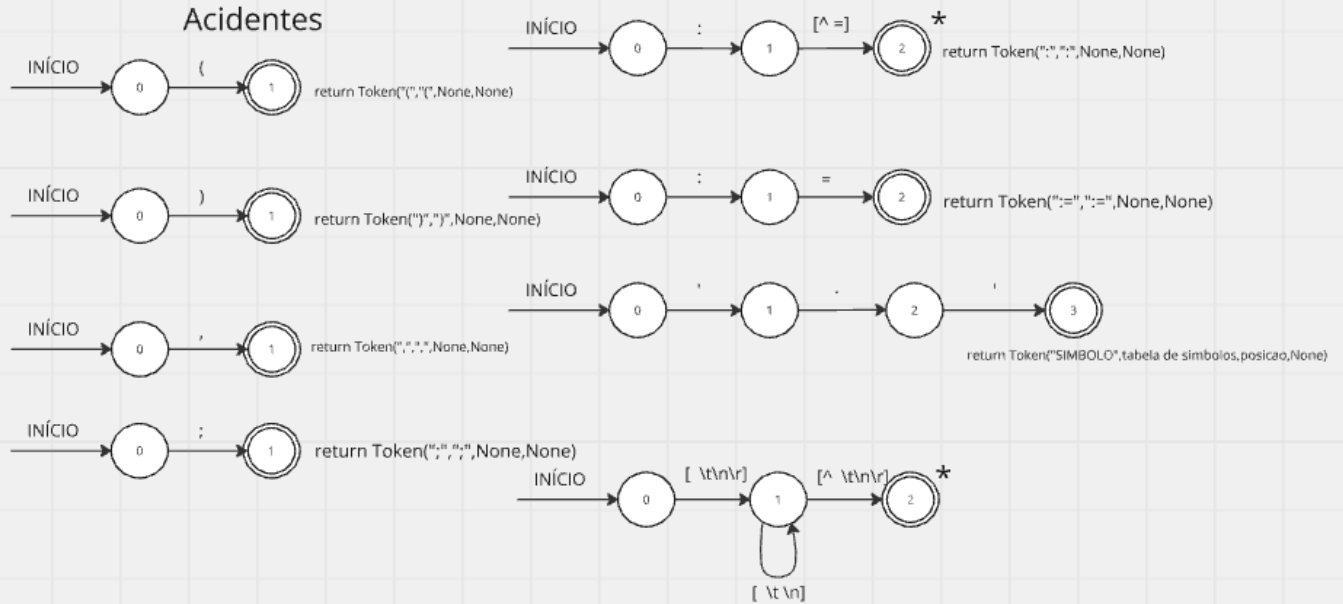 Acidentes
INÍCIO
(
0
1
return Token("(","(",None,None)
INÍCIO
)
0
1
return Token(")",")",None,None)
INÍCIO
,
0
1
return Token(",",",",None,None)
INÍCIO
;
0
1
return Token(";",";",None,None)
INÍCIO
:
[^ =]
*
0
1
2
return Token(":",":",None,None)
INÍCIO
:
=
0
1
2
return Token(":=",":=",None,None)
INÍCIO
'
.
'
0
1
2
3
return Token("SIMBOLO",tabela de simbolos,posicao,None)
INÍCIO
[ \t\n\r]
[^ \t\n\r]
*
0
1
2
[ \t \n]